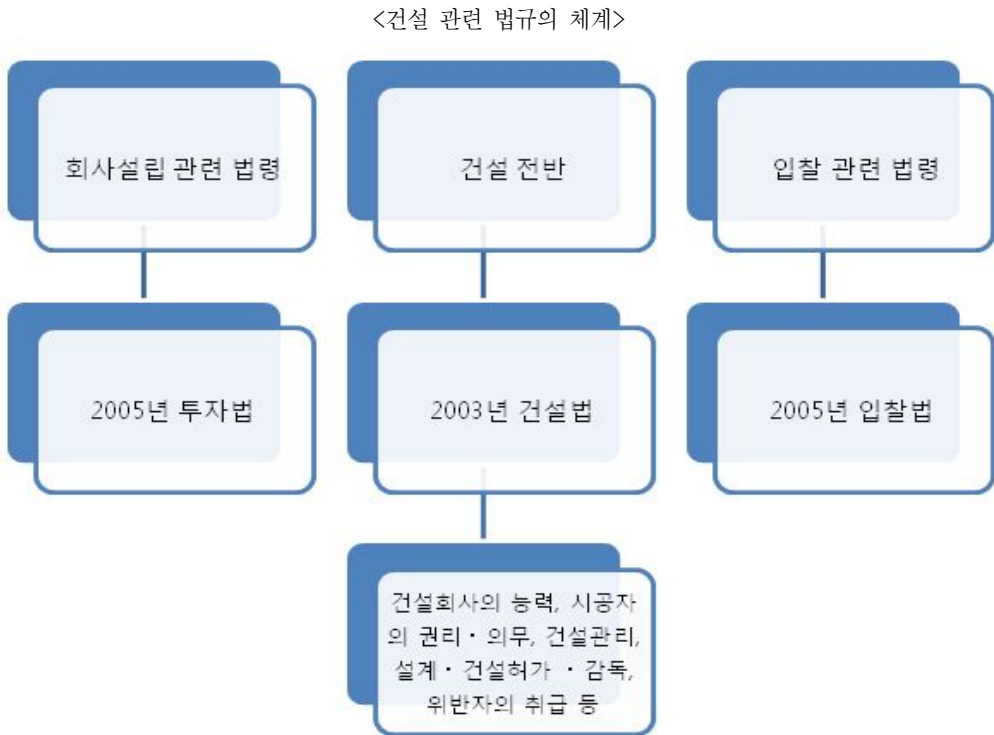 <건설 관련 법규의 체계>
회사설립 관련 법령
건설 전반
입찰 관련 법령
2005년 투자법
2003년 건설법
2005년 입찰법
건설회사의 능력, 시공자
의 권리・의무, 건설관리,
설계・건설허가 ・감독,
위반자의 취급 등